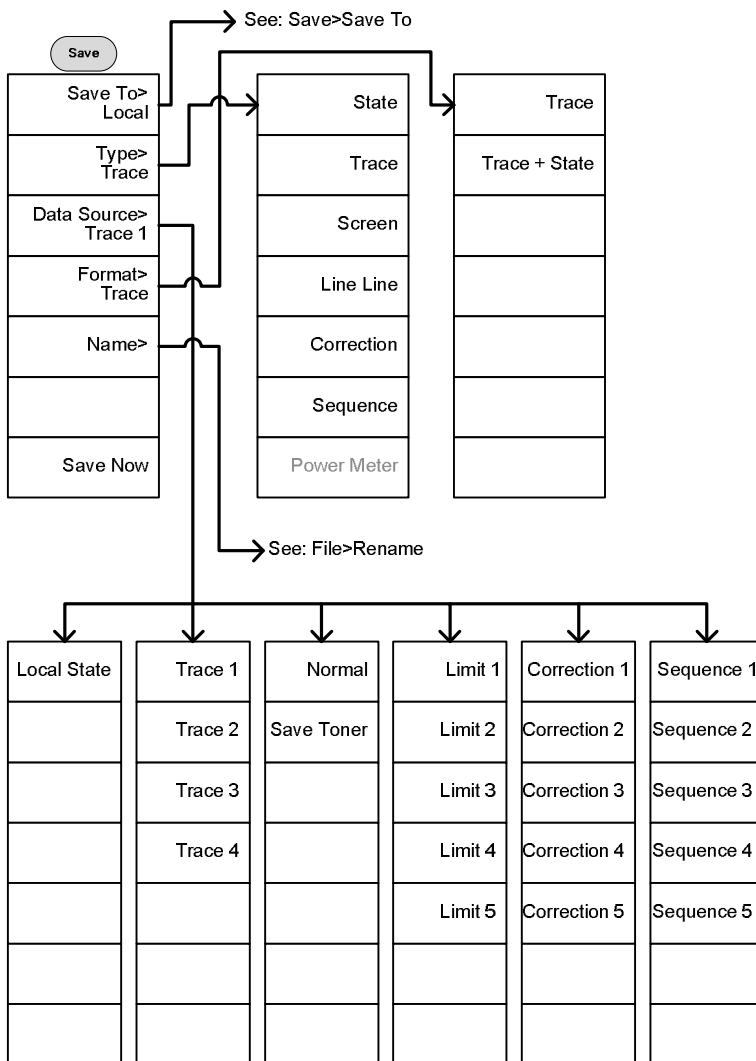 See: Save>Save To
Save
Save To>
Local
Type>
Trace
Data Source>
Trace 1
Format>
Trace
Name>
Save Now
State
Trace
Screen
Line Line
Correction
Sequence
Power Meter
Trace
Trace + State
See: File>Rename
Local State
Trace 1
Trace 2
Trace 3
Trace 4
Normal
Save Toner
Limit 1
Limit 2
Limit 3
Limit 4
Limit 5
Correction 1
Correction 2
Correction 3
Correction 4
Correction 5
Sequence 1
Sequence 2
Sequence 3
Sequence 4
Sequence 5